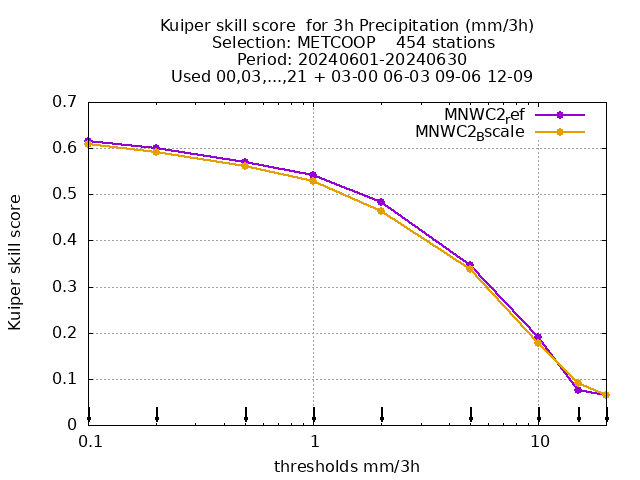 Kuiper skill score  for 3h Precipitation (mm/3h)
Selection: METCOOP    454 stations
Period: 20240601-20240630
Used 00,03,...,21 + 03-00 06-03 09-06 12-09
MNWC2ref
MNWC2Bscale
0.7
0.6
0.5
0.4
0.3
0.2
0.1
0
Kuiper skill score
0.1 1 10
thresholds mm/3h